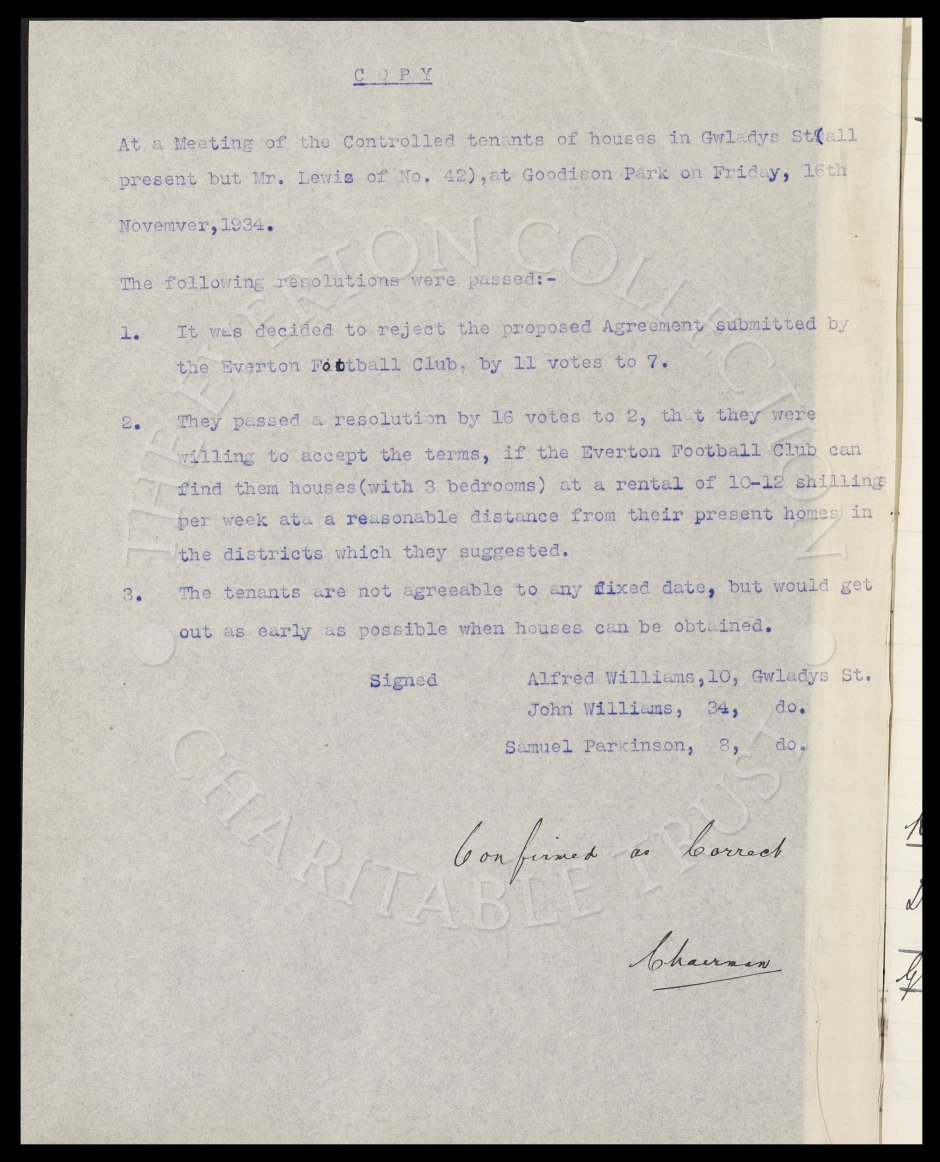 C O P Y
At a Meeting of the Controlled tenants of houses in Gwladys St(all
present but Mr. Lewis of No. 42),at Goodison Park on Friday, 16th
Novemver,1934.
The following resolutions were passed:-
1. It was decided to reject the proposed Agreement submitted by
the Everton Football Club, by 11 votes to 7.
2. They passed a resolution by 16 votes to 2, th t they were
willing to accept the terms, if the Everton Football Club can
find them houses(with 3 bedrooms) at a rental of 10-12 shillings
per week ata a reasonable distance from their present homes) in
the districts which they suggested.
3. The tenants are not agreeable to any fixed date, but would get
out as early as possible when houses can be obtained.
Signed Alfred Williams,10, Gwladys St.
John Williams, 34, do.
Samuel Parkinson, 8, do.
Confirmed as Correct
Chairman
THE EVERTON COLLECTION
CHARITABLE TRUST